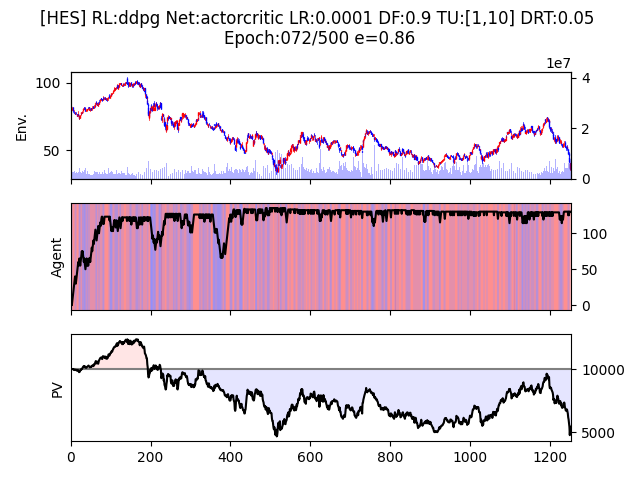 [HES] RL:ddpg Net:actorcritic LR:0.0001 DF:0.9 TU:[1,10] DRT:0.05
Epoch:072/500 e=0.86
1e7
100
50
Env.
4
2
0
Agent
100
50
0
PV
10000
5000
0 200 400 600 800 1000 1200